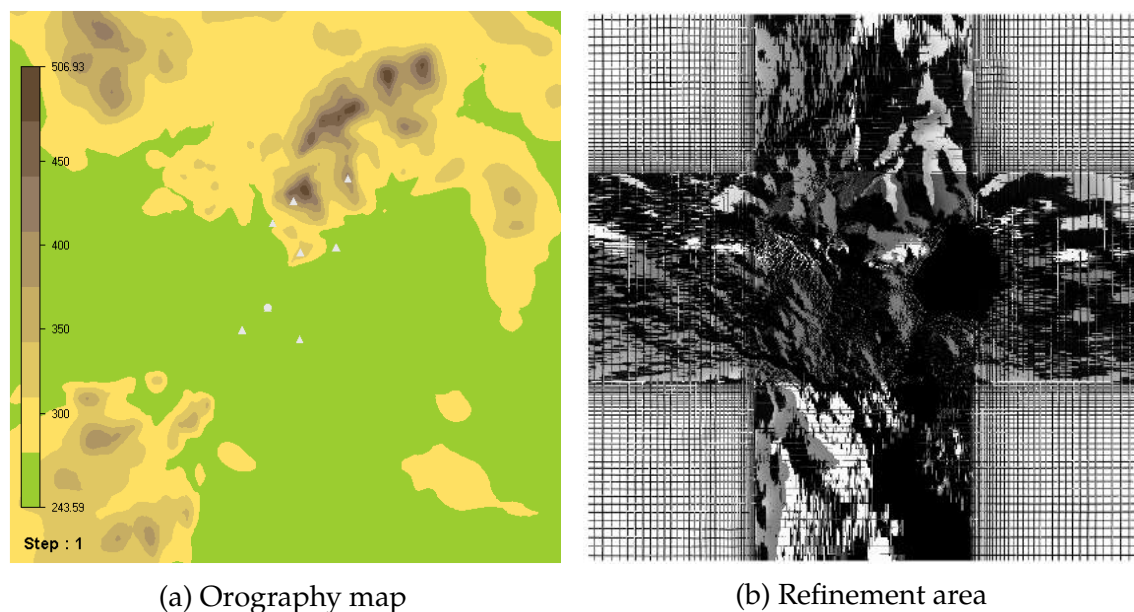 506.93
450
400
350
300
243.59
Step : 1
(a) Orography map
(b) Refinement area